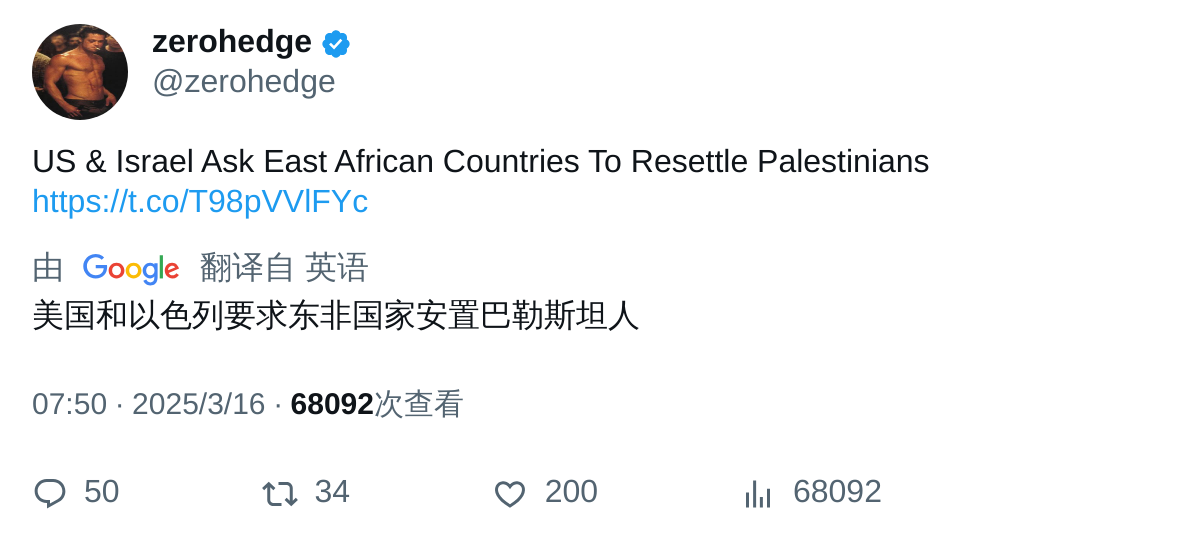 zerohedge
@zerohedge
US & Israel Ask East African Countries To Resettle Palestinians
https://t.co/T98pVVlFYc
由 Google 翻译自 英语
美国和以色列要求东非国家安置巴勒斯坦人
07:50 · 2025/3/16 · 68092次查看
50 34 200 68092